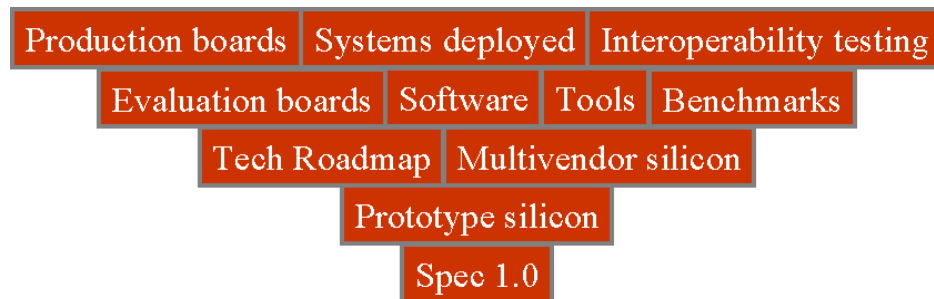 Production boards Systems deployed Interoperability testing
Evaluation boards Software Tools Benchmarks
Tech Roadmap Multivendor silicon
Prototype silicon
Spec 1.0